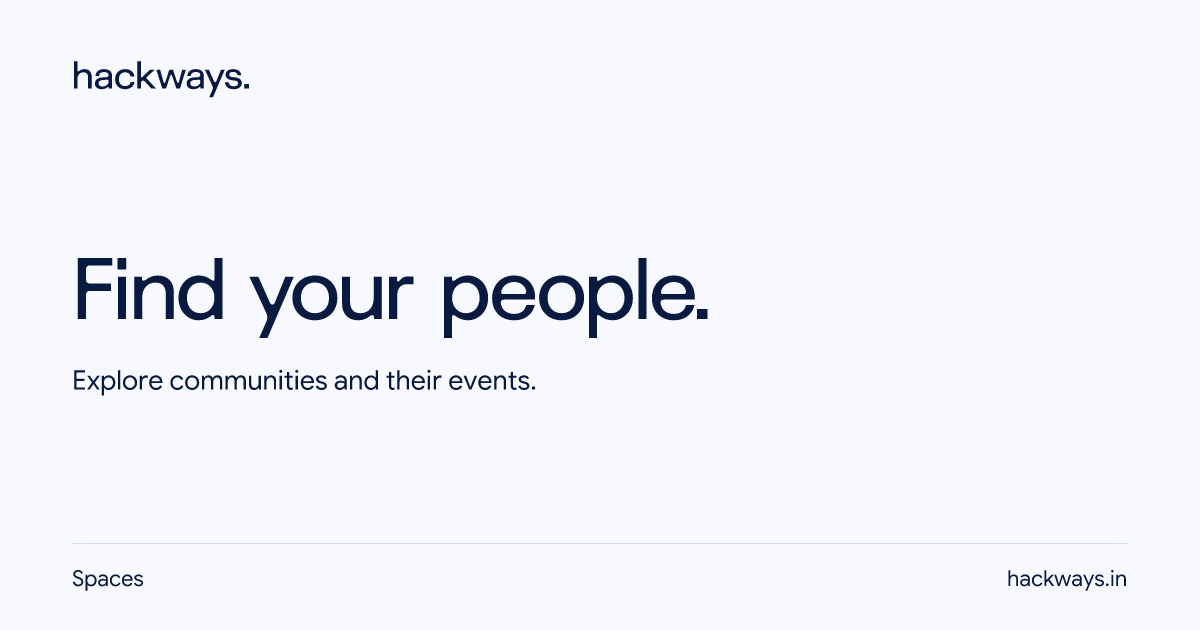 hackways.
Find your people.
Explore communities and their events.
Spaces
hackways.in